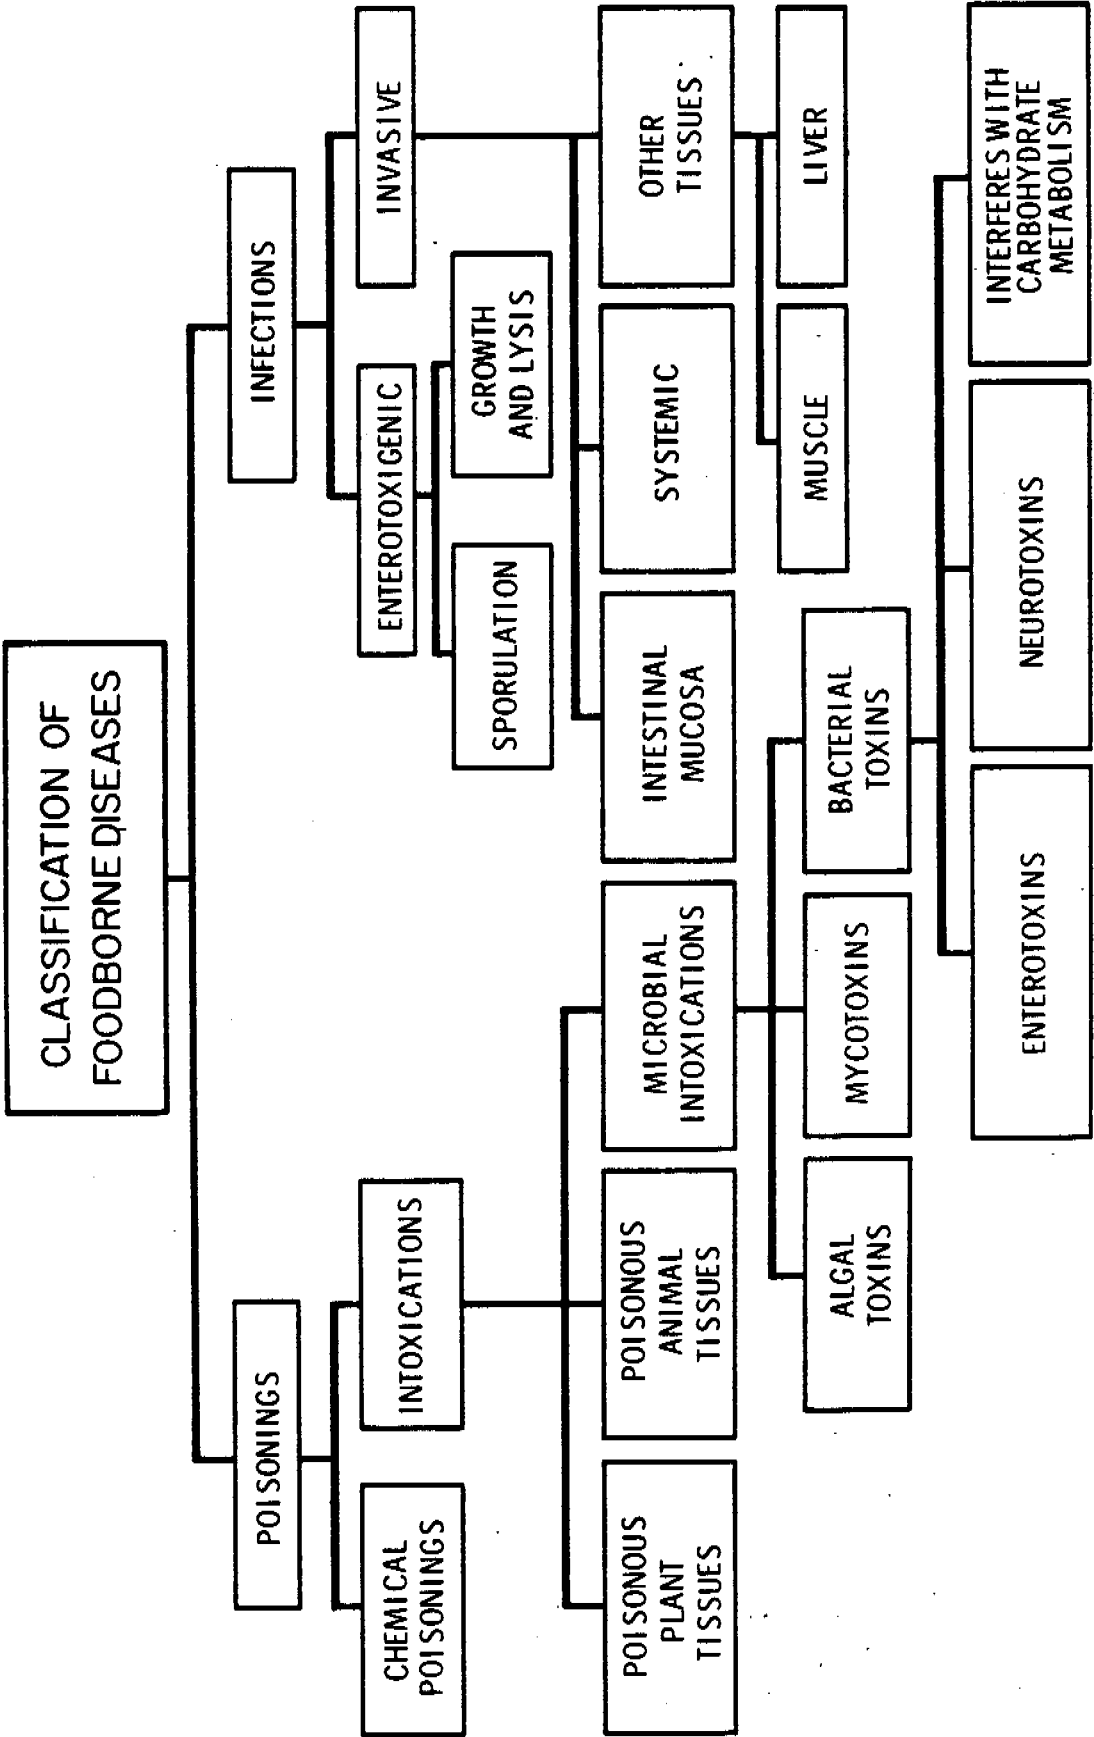 CLASSIFICATION OF
FOODBORNE DISEASES
POISONINGS
INFECTIONS
CHEMICAL
POISONINGS
INTOXICATIONS
ENTEROTOXIGENIC
INVASIVE
SPORULATION
GROWTH
AND LYSIS
POISONOUS
PLANT
TISSUES
POISONOUS
ANIMAL
TISSUES
MICROBIAL
INTOXICATIONS
INTESTINAL
MUCOSA
SYSTEMIC
OTHER
TISSUES
ALGAL
TOXINS
MYCOTOXINS
BACTERIAL
TOXINS
MUSCLE
LIVER
ENTEROTOXINS
NEUROTOXINS
INTERFERES WITH
CARBOHYDRATE
METABOLISM